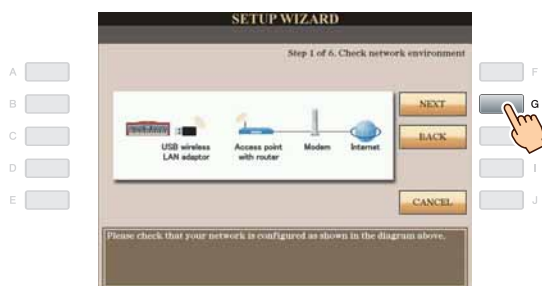 SETUP WIZARD
Step 1 of 6. Check network environment
A
F
B
NEXT
G
USB wireless
LAN adaptor
Access point
with router
Modem
Internet
C
BACK
D
I
E
CANCEL
J
Please check that your network is configured as shown in the diagram above.